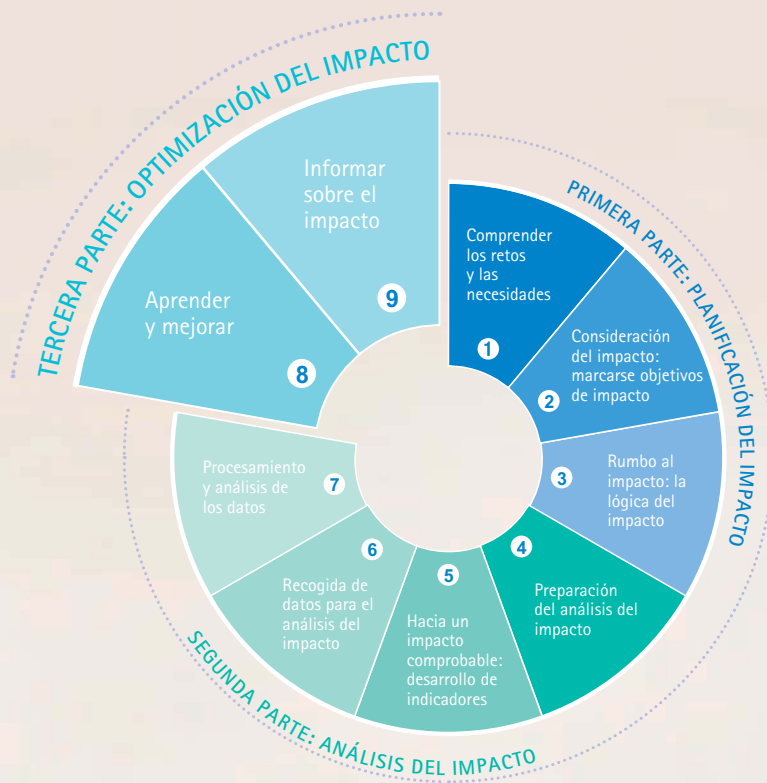 PRIMERA PARTE: PLANIFICACIÓN DEL IMPACTO
Comprender
los retos
y las
necesidades
1
Consideración
del impacto:
marcarse objetivos
de impacto
2
Rumbo al
impacto: la
lógica del
impacto
3
SEGUNDA PARTE: ANÁLISIS DEL IMPACTO
4
Preparación
del análisis del
impacto
5
Hacia un
impacto
comprobable:
desarrollo de
indicadores
6
Recogida de
datos para el
análisis del
impacto
7
Procesamiento
y análisis de
los datos
TERCERA PARTE: OPTIMIZACIÓN DEL IMPACTO
Aprender
y mejorar
8
Informar
sobre el
impacto
9